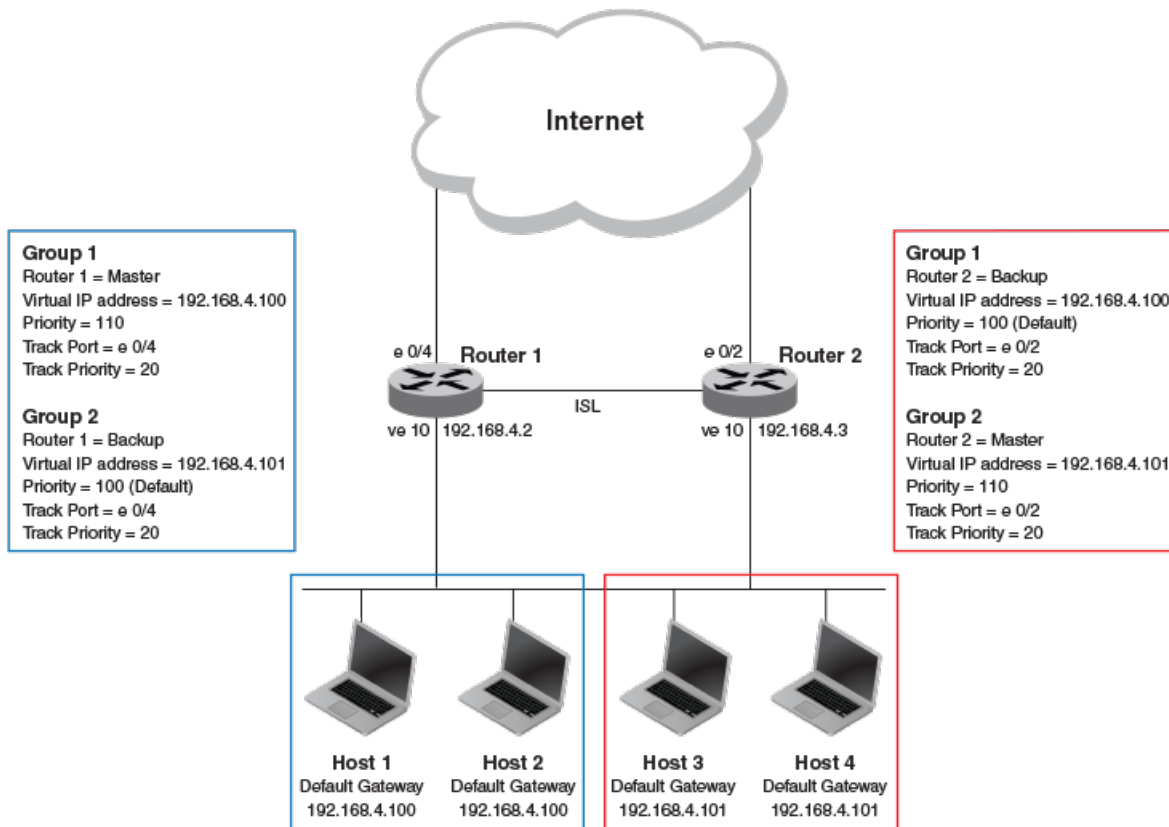 Internet
Group 1
Router 1 = Master
Virtual IP address = 192.168.4.100
Priority = 110
Track Port = e 0/4
Track Priority = 20
Group 2
Router 1 = Backup
Virtual IP address = 192.168.4.101
Priority = 100 (Default)
Track Port = e 0/4
Track Priority = 20
Group 1
Router 2 = Backup
Virtual IP address = 192.168.4.100
Priority = 100 (Default)
Track Port = e 0/2
Track Priority = 20
Group 2
Router 2 = Master
Virtual IP address = 192.168.4.101
Priority = 110
Track Port = e 0/2
Track Priority = 20
e 0/4
Router 1
e 0/2
Router 2
ISL
ve 10
192.168.4.2
ve 10
192.168.4.3
Host 1
Default Gateway
192.168.4.100
Host 2
Default Gateway
192.168.4.100
Host 3
Default Gateway
192.168.4.101
Host 4
Default Gateway
192.168.4.101